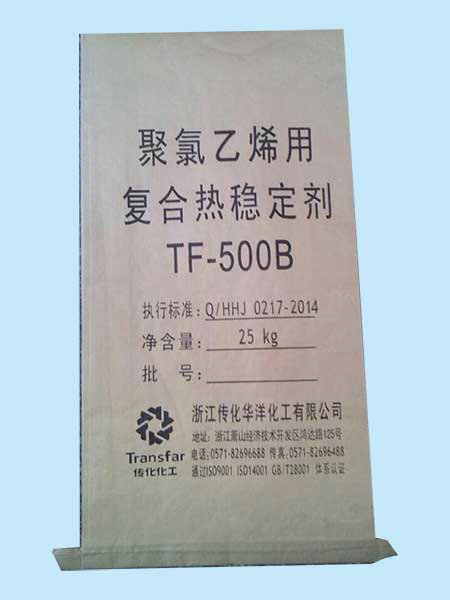 聚氯乙烯用
复合热稳定剂
TF-500B
执行标准:Q/HHJ 0217-2014
净含量: 25 kg
批 号:
浙江传化华洋化工有限公司
地址:浙江萧山经济技术开发区鸿达路125号
电话:0571-82696688 传真:0571-82696488
通过ISO9001 ISO14001 GB/T28001 体系认证
Transfar
传化化工